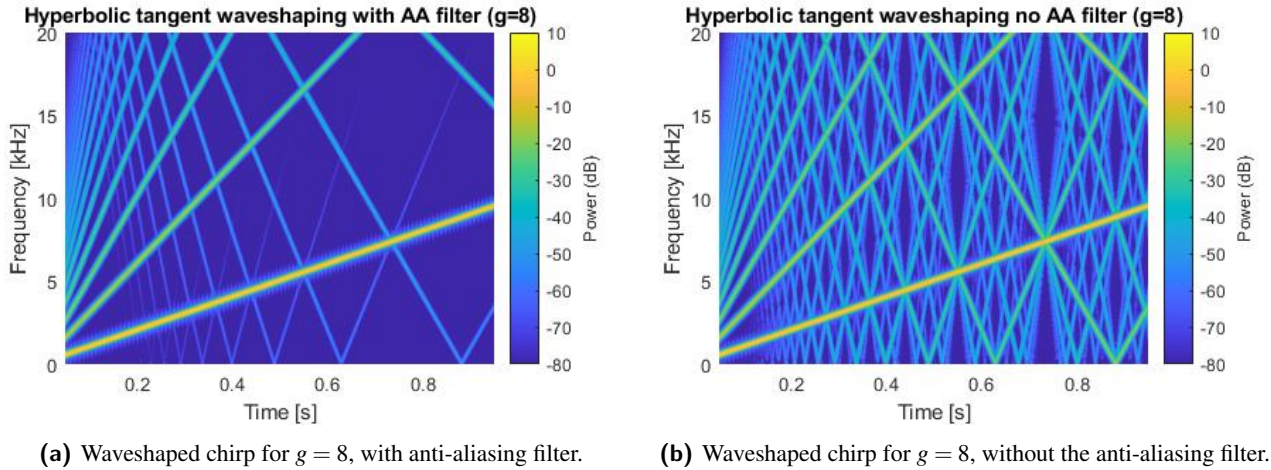 Hyperbolic tangent waveshaping with AA filter (g=8)
20
15
10
5
0
Frequency [kHz]
0.2 0.4 0.6 0.8
Time [s]
10
0
-10
-20
-30
-40
-50
-60
-70
-80
Power (dB)
(a) Waveshaped chirp for g = 8, with anti-aliasing filter.
Hyperbolic tangent waveshaping no AA filter (g=8)
20
15
10
5
0
Frequency [kHz]
0.2 0.4 0.6 0.8
Time [s]
10
0
-10
-20
-30
-40
-50
-60
-70
-80
Power (dB)
(b) Waveshaped chirp for g = 8, without the anti-aliasing filter.